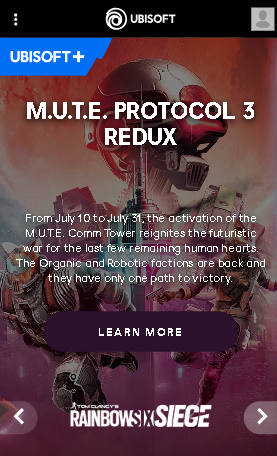 UBISOFT
UBISOFT+
M.U.T.E. PROTOCOL 3
REDUX
From July 10 to July 31, the activation of the
M.U.T.E. Comm Tower reignites the futuristic
war for the last few remaining human hearts.
The Organic and Robotic factions are back and
they have only one path to victory.
LEARN MORE
TOM CLANCY'S
RAINBOWSIX SIEGE